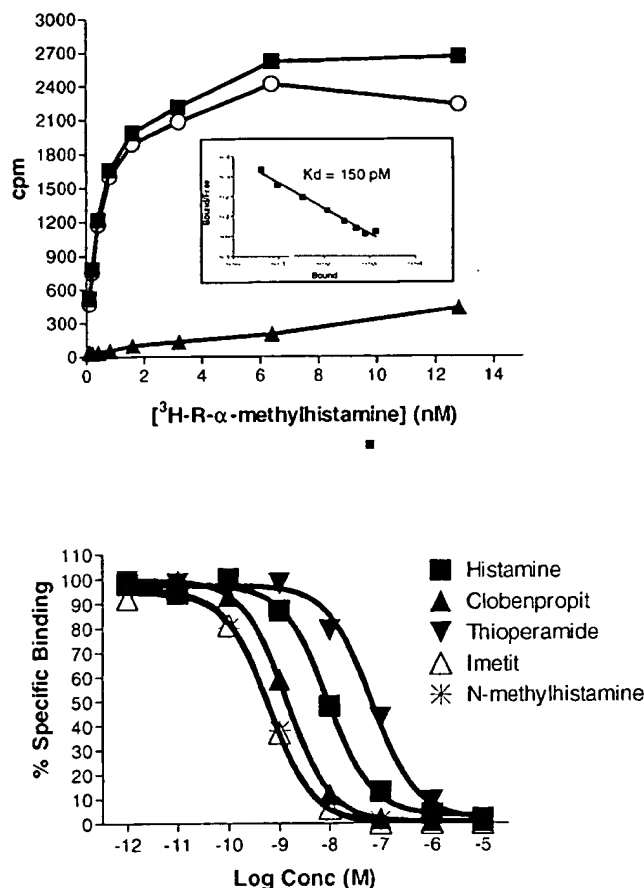 3000
2700
2400
2100
1800
1500
1200
900
600
300
0
cpm
Kd = 150 pM
Bound/Free
Bound
0 2 4 6 8 10 12 14
[³H-R-α-methylhistamine] (nM)
110
100
90
80
70
60
50
40
30
20
10
0
% Specific Binding
Histamine
Clobenpropit
Thioperamide
Imetit
N-methylhistamine
-12 -11 -10 -9 -8 -7 -6 -5
Log Conc (M)